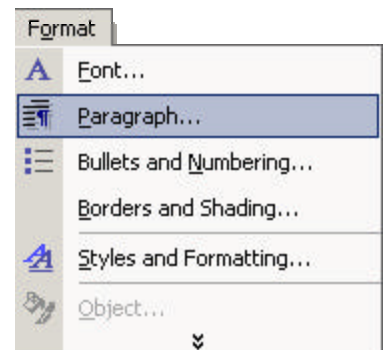 Format
Font...
Paragraph...
Bullets and Numbering...
Borders and Shading...
Styles and Formatting...
Object...